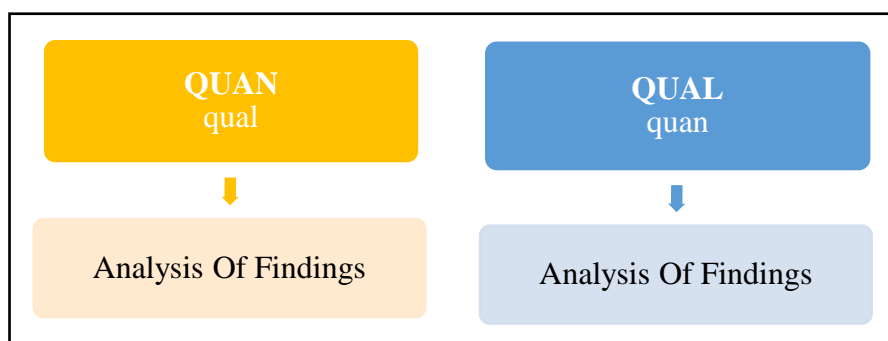 QUAN
qual
Analysis Of Findings
QUAL
quan
Analysis Of Findings